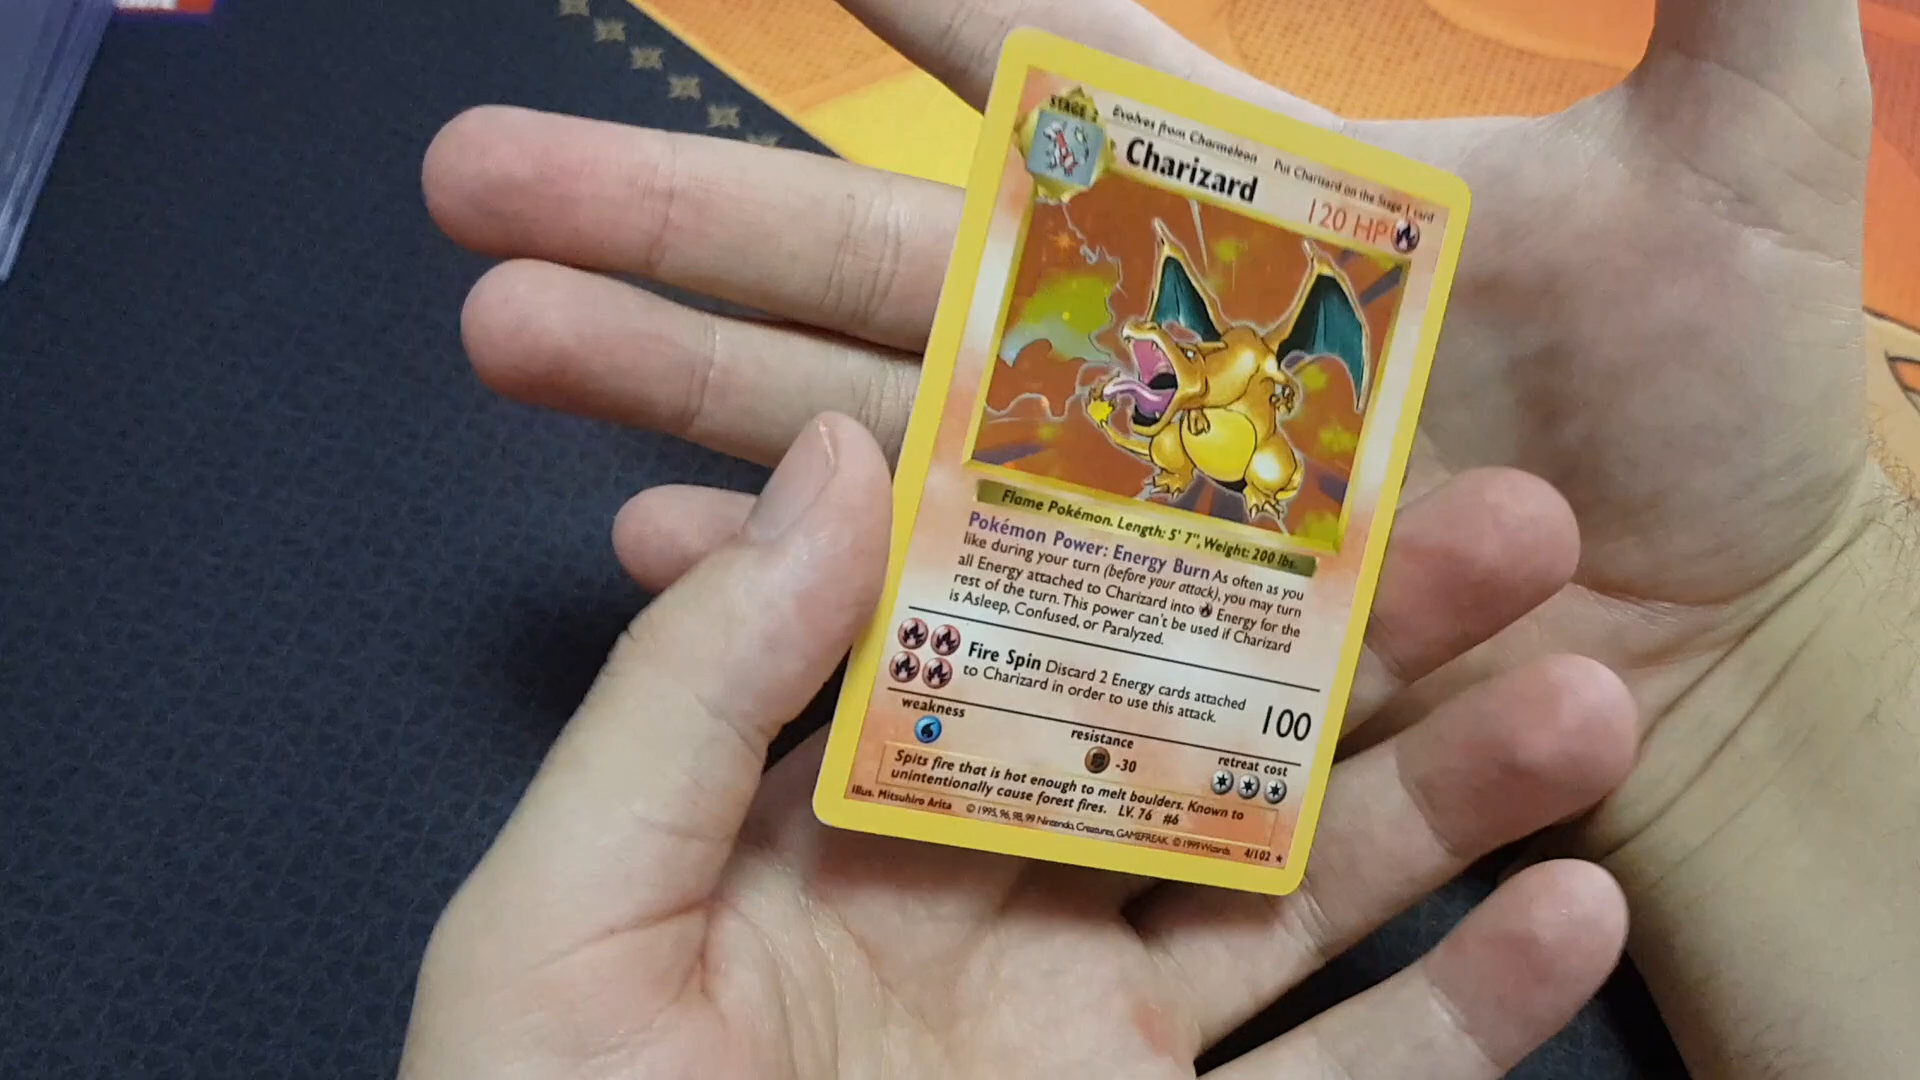 STAGE 2
Evolves from Charmeleon
Put Charizard on the Stage 1 card
Charizard
120 HP
Flame Pokémon. Length: 5' 7", Weight: 200 lbs.
Pokémon Power: Energy Burn As often as you
like during your turn (before your attack), you may turn
all Energy attached to Charizard into Energy for the
rest of the turn. This power can't be used if Charizard
is Asleep, Confused, or Paralyzed.
Fire Spin Discard 2 Energy cards attached
to Charizard in order to use this attack.
100
weakness
resistance
retreat cost
-30
Spits fire that is hot enough to melt boulders. Known to
unintentionally cause forest fires. LV. 76 #6
Illus. Mitsuhiro Arita
© 1995, 96, 98, 99 Nintendo, Creatures, GAMEFREAK. © 1999 Wizards.
4/102 ★